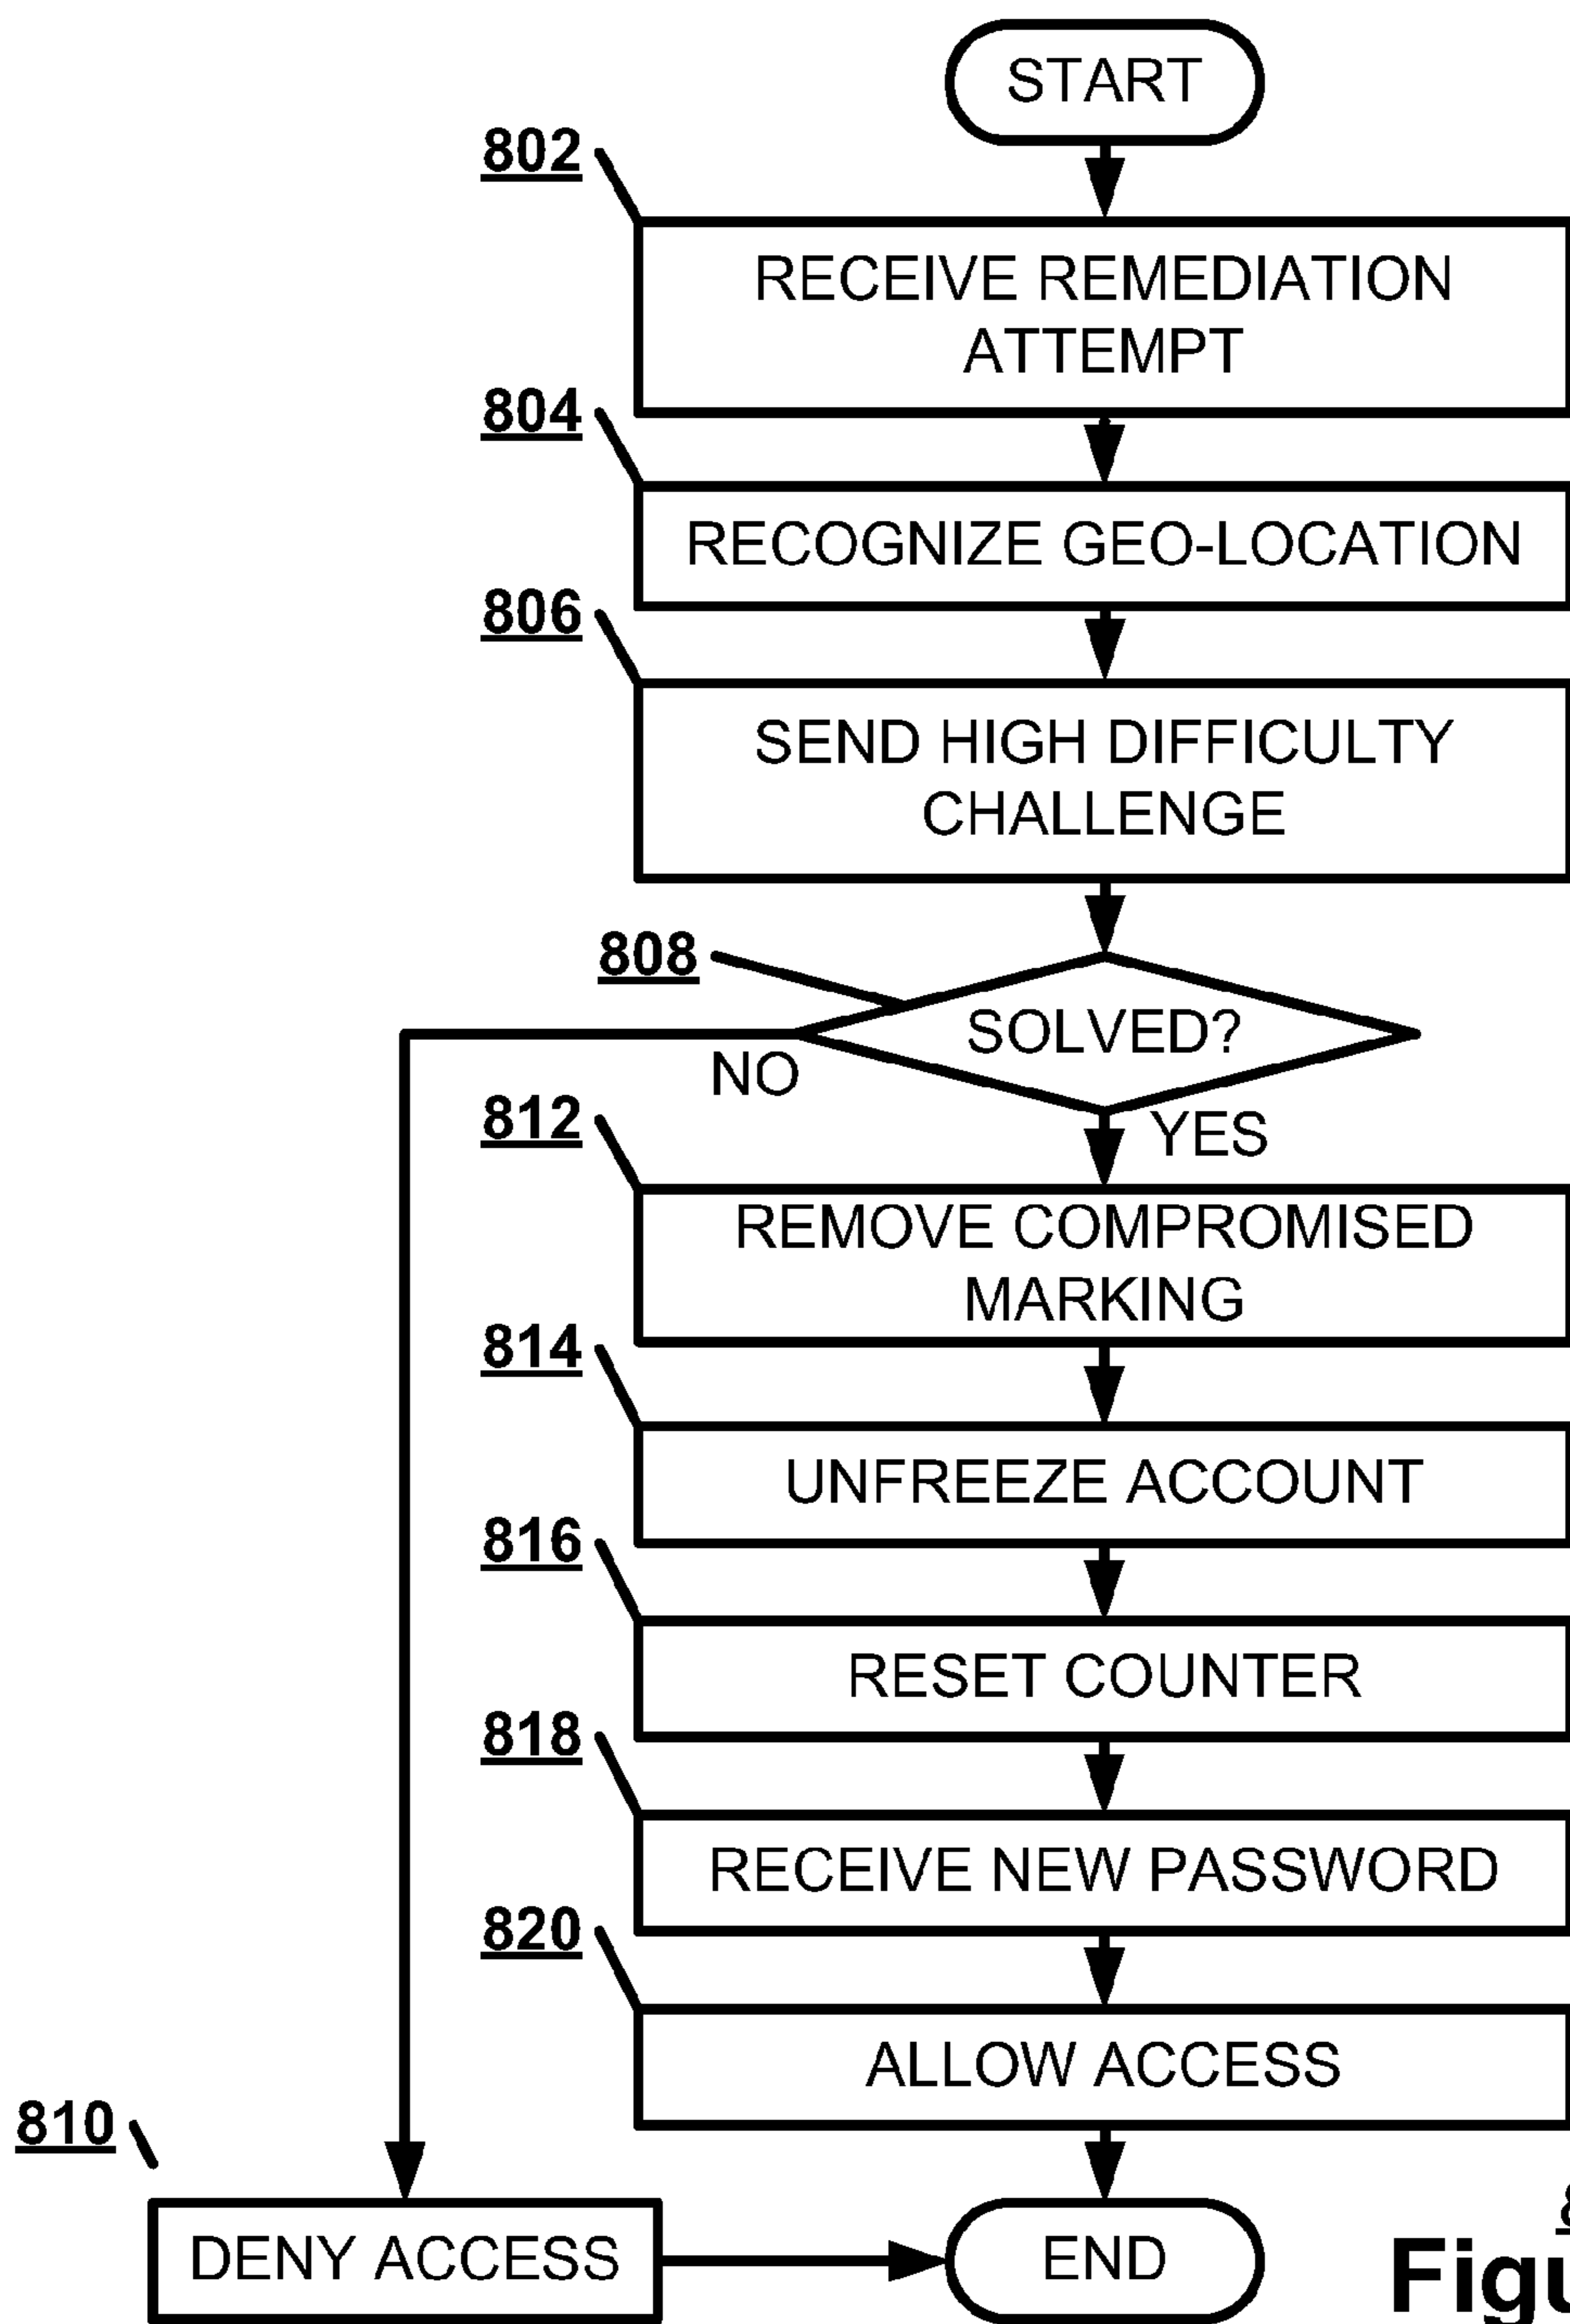 START
802
RECEIVE REMEDIATION
ATTEMPT
804
RECOGNIZE GEO-LOCATION
806
SEND HIGH DIFFICULTY
CHALLENGE
808
SOLVED?
NO
YES
812
REMOVE COMPROMISED
MARKING
814
UNFREEZE ACCOUNT
816
RESET COUNTER
818
RECEIVE NEW PASSWORD
820
ALLOW ACCESS
810
DENY ACCESS
END